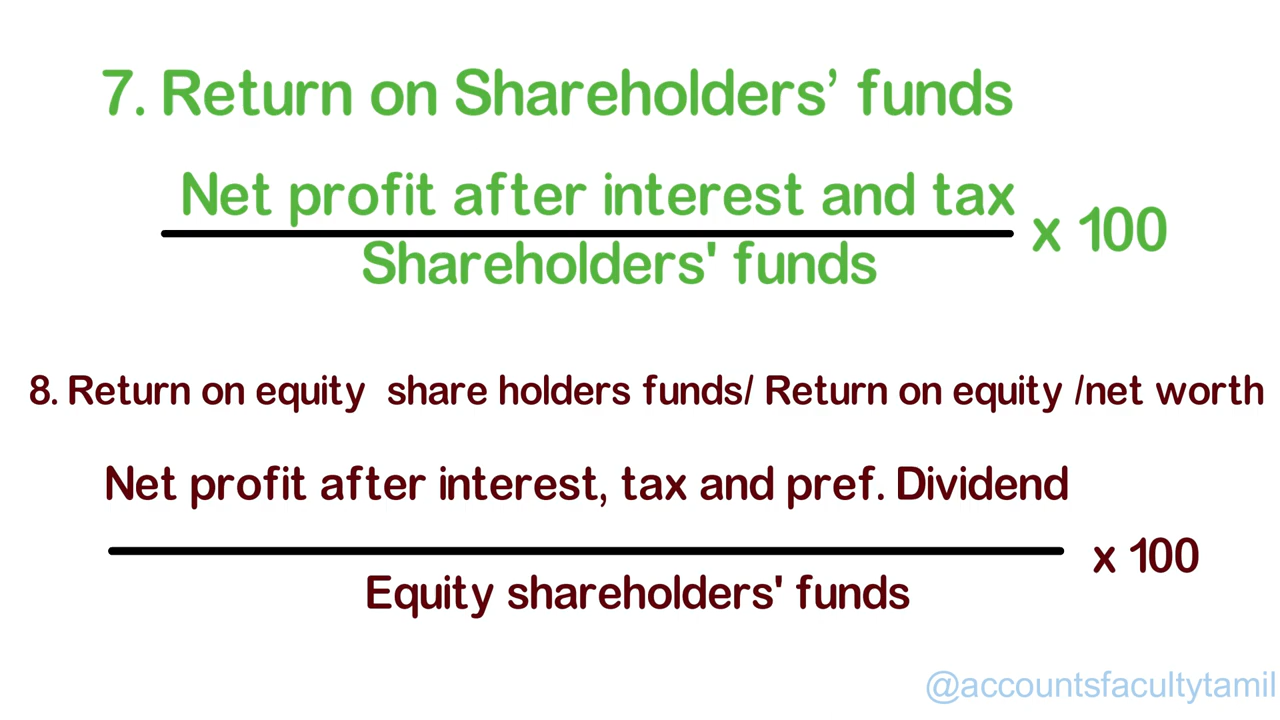 7. Return on Shareholders’ funds
Net profit after interest and tax
x 100
Shareholders' funds
8. Return on equity share holders funds/ Return on equity /net worth
Net profit after interest, tax and pref. Dividend
x 100
Equity shareholders' funds
@accountsfacultytamil